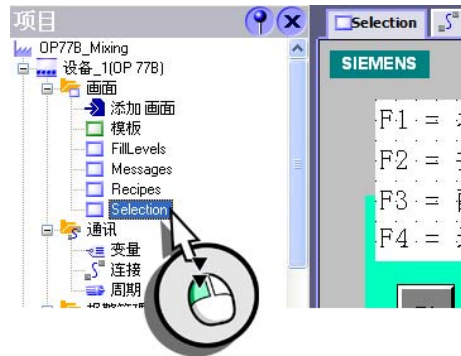 项目
OP77B_Mixing
设备_1(OP 77B)
画面
添加 画面
模板
FillLevels
Messages
Recipes
Selection
通讯
变量
连接
周期
Selection
SIEMENS
F1 =
F2 =
F3 =
F4 =